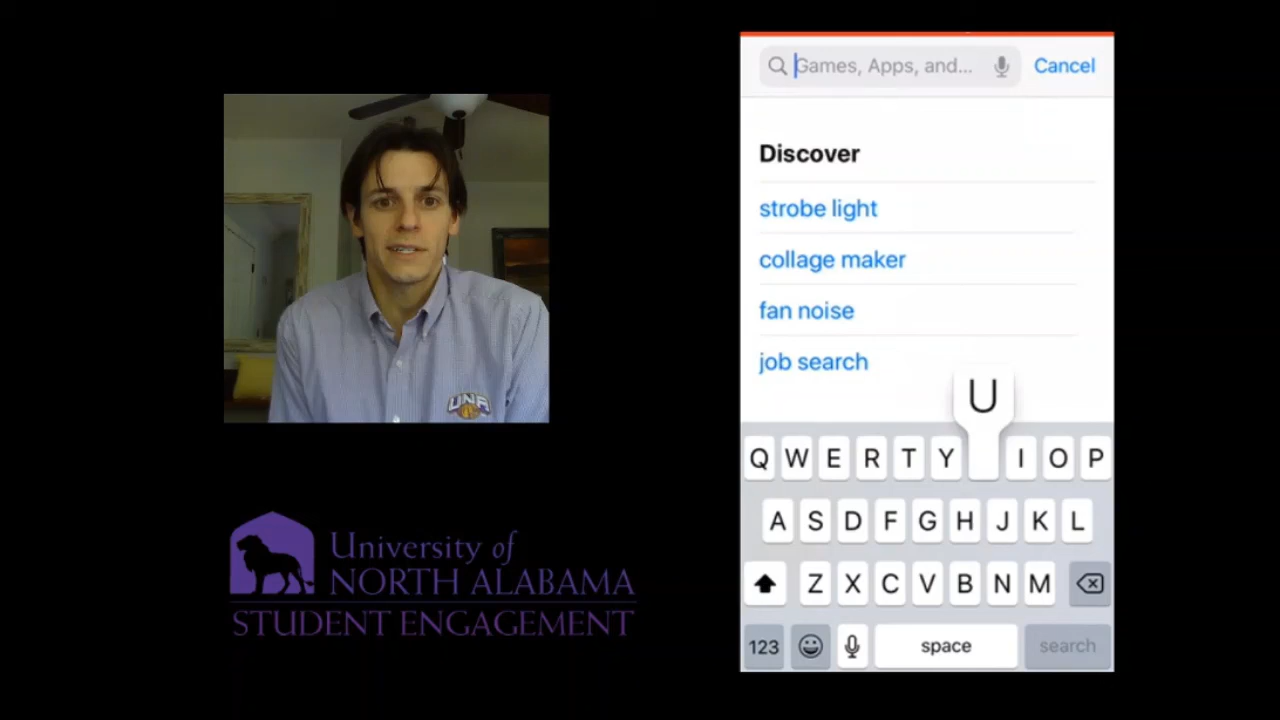 Games, Apps, and...
Cancel
Discover
strobe light
collage maker
fan noise
job search
U
Q W E R T Y I O P
A S D F G H J K L
Z X C V B N M
123 space search
UNA
University of
NORTH ALABAMA
STUDENT ENGAGEMENT